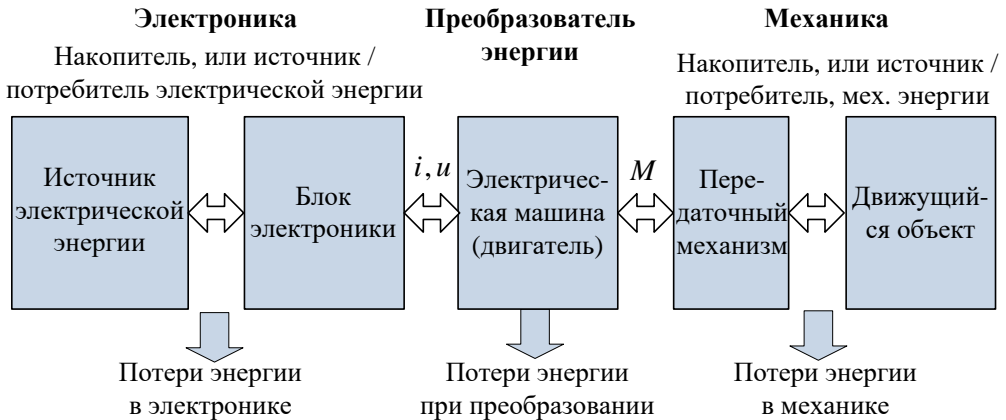 Электроника
Накопитель, или источник /
потребитель электрической энергии
Преобразователь
энергии
Механика
Накопитель, или источник /
потребитель, мех. энергии
Источник
электрической
энергии
Блок
электроники
i, u
Электричес-
кая машина
(двигатель)
M
Пере-
даточный
механизм
Движущий-
ся объект
Потери энергии
в электронике
Потери энергии
при преобразовании
Потери энергии
в механике